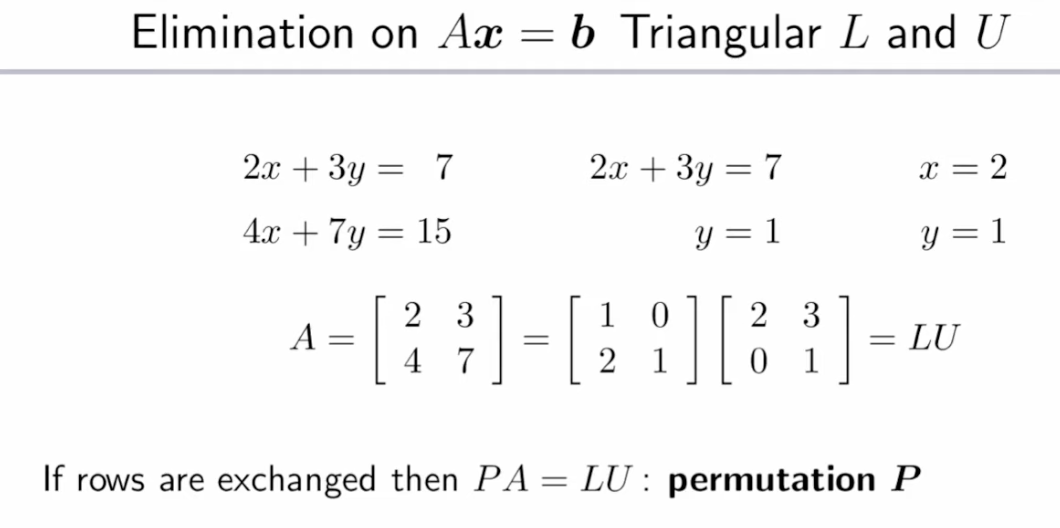 Elimination on Ax = b Triangular L and U
2x + 3y = 7 2x + 3y = 7 x = 2
4x + 7y = 15 y = 1 y = 1
A = [ 2 3 ; 4 7 ] = [ 1 0 ; 2 1 ] [ 2 3 ; 0 1 ] = LU
If rows are exchanged then PA = LU : permutation P